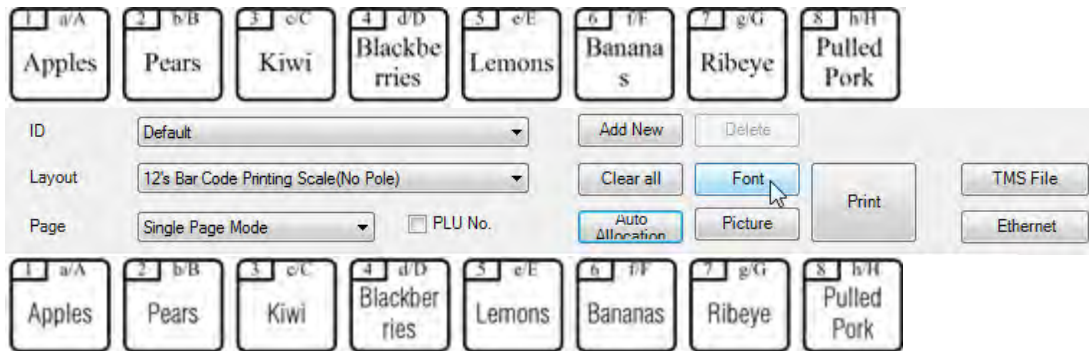 1 a/A 2 b/B 3 c/C 4 d/D 5 e/E 6 f/F 7 g/G 8 h/H
Apples Pears Kiwi Blackbe Lemons Banana Ribeye Pulled
rries s Pork
ID Default Add New Delete
Layout 12's Bar Code Printing Scale(No Pole) Clear all Font Print TMS File
Page Single Page Mode PLU No. Auto Allocation Picture Ethernet
1 a/A 2 b/B 3 c/C 4 d/D 5 e/E 6 f/F 7 g/G 8 h/H
Apples Pears Kiwi Blackber Lemons Bananas Ribeye Pulled
ries Pork